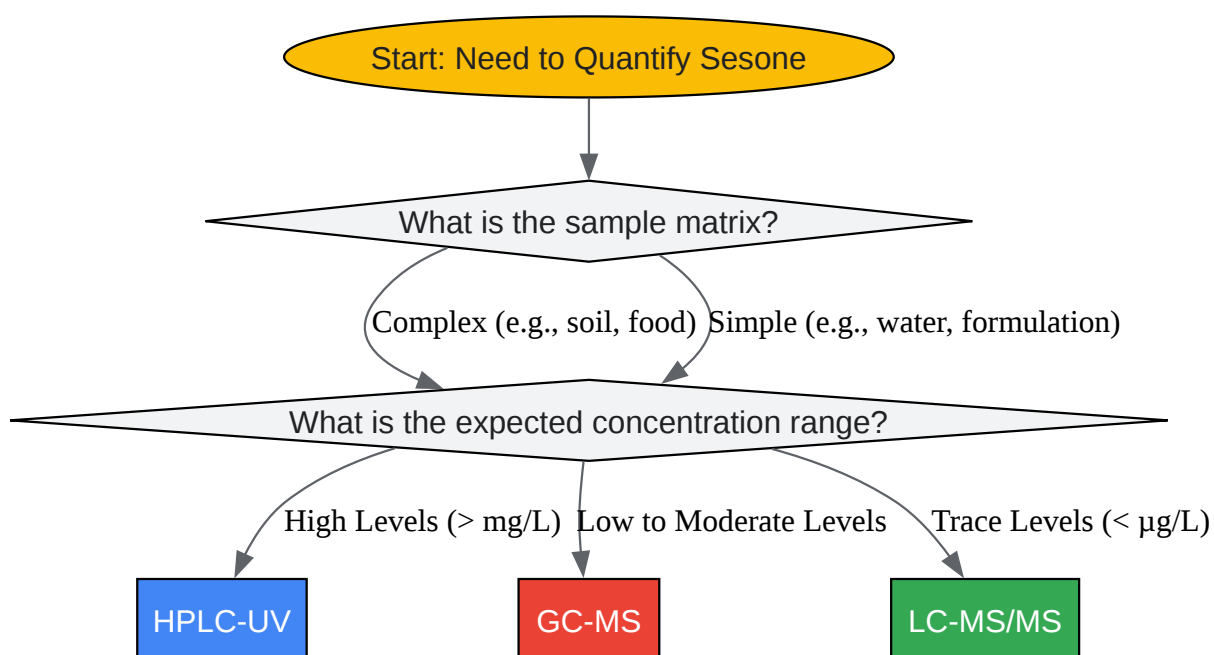 Start: Need to Quantify Sesone
What is the sample matrix?
Complex (e.g., soil, food)
Simple (e.g., water, formulation)
What is the expected concentration range?
High Levels (> mg/L)
Low to Moderate Levels
Trace Levels (< µg/L)
HPLC-UV
GC-MS
LC-MS/MS